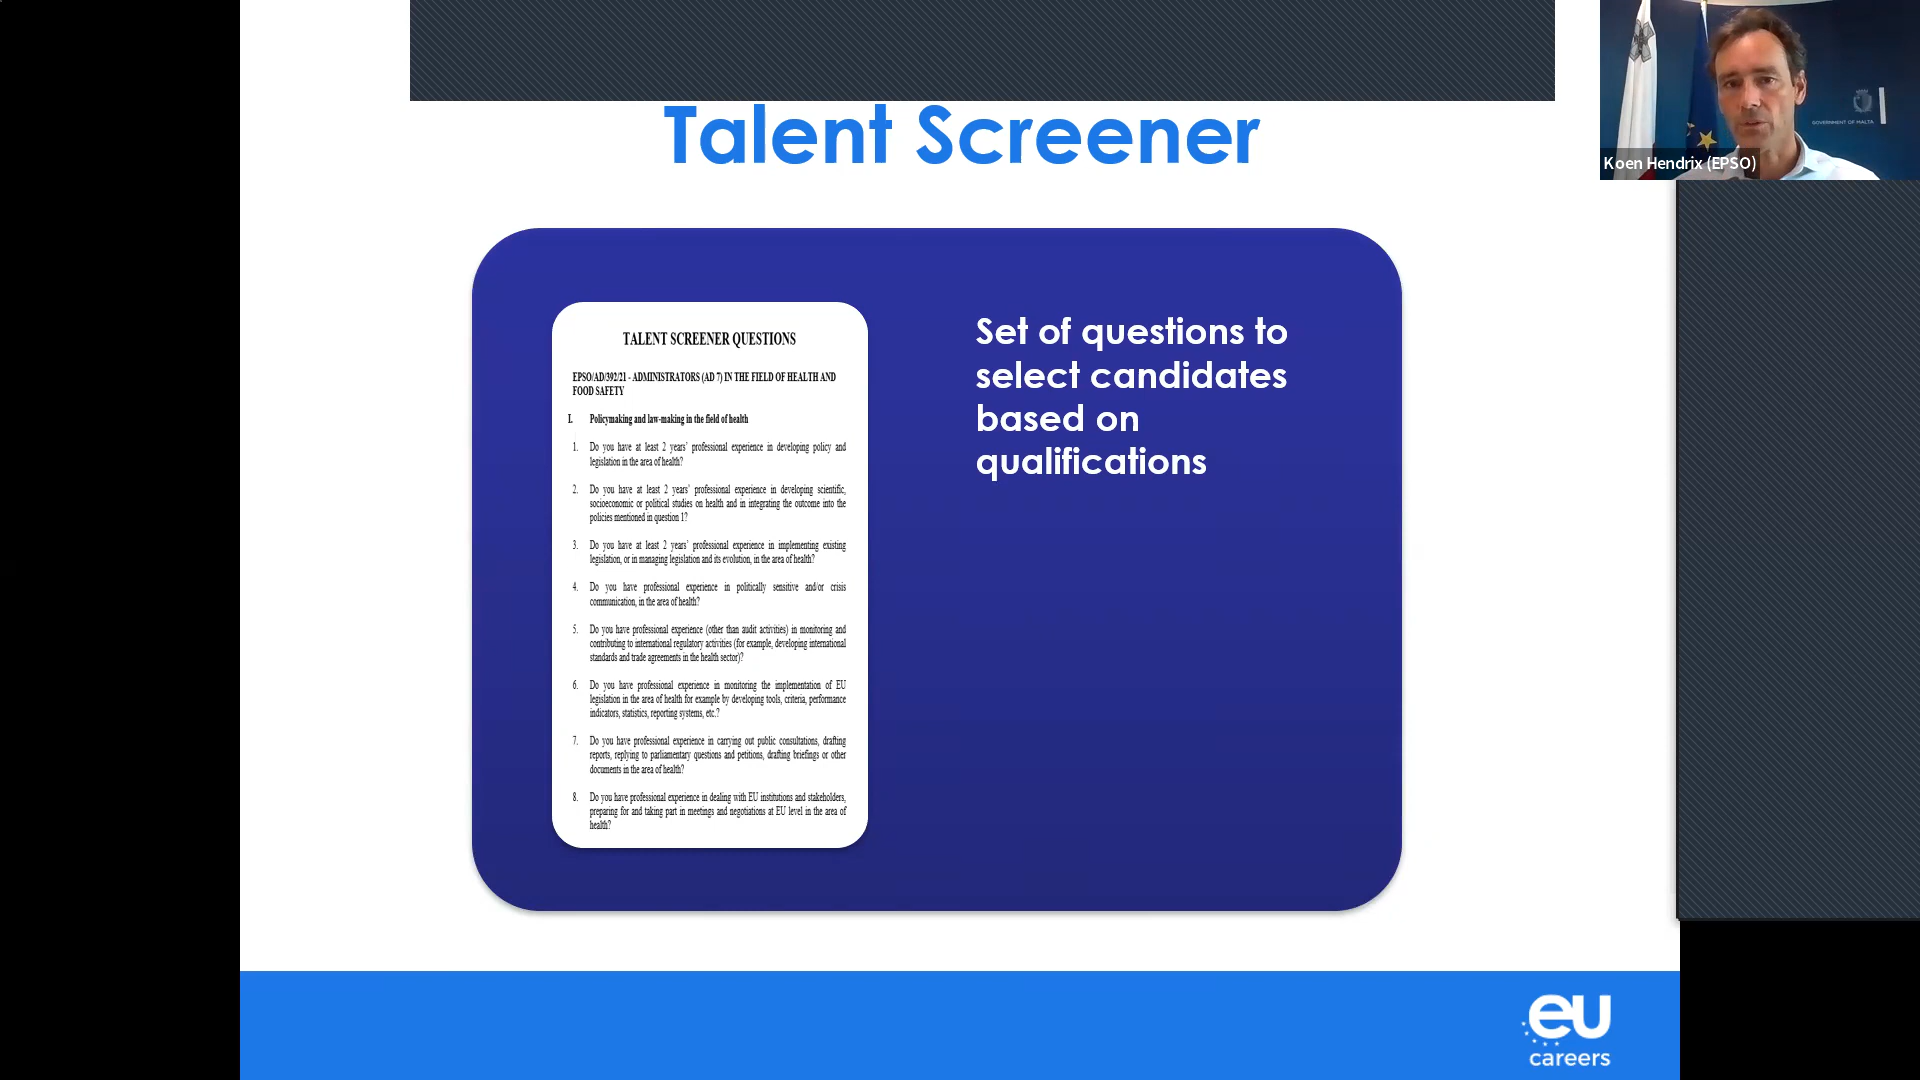 Talent Screener
GOVERNMENT OF MALTA
Koen Hendrix (EPSO)
TALENT SCREENER QUESTIONS
EPSO/AD/392/21 - ADMINISTRATORS (AD 7) IN THE FIELD OF HEALTH AND
FOOD SAFETY
I. Policymaking and law-making in the field of health
1. Do you have at least 2 years' professional experience in developing policy and
legislation in the area of health?
2. Do you have at least 2 years' professional experience in developing scientific,
socioeconomic or political studies on health and in integrating the outcome into the
policies mentioned in question 1?
3. Do you have at least 2 years' professional experience in implementing existing
legislation, or in managing legislation and its evolution, in the area of health?
4. Do you have professional experience in politically sensitive and/or crisis
communication, in the area of health?
5. Do you have professional experience (other than audit activities) in monitoring and
contributing to international regulatory activities (for example, developing international
standards and trade agreements in the health sector)?
6. Do you have professional experience in monitoring the implementation of EU
legislation in the area of health for example by developing tools, criteria, performance
indicators, statistics, reporting systems, etc.?
7. Do you have professional experience in carrying out public consultations, drafting
reports, replying to parliamentary questions and petitions, drafting briefings or other
documents in the area of health?
8. Do you have professional experience in dealing with EU institutions and stakeholders,
preparing for and taking part in meetings and negotiations at EU level in the area of
health?
Set of questions to
select candidates
based on
qualifications
eu
careers